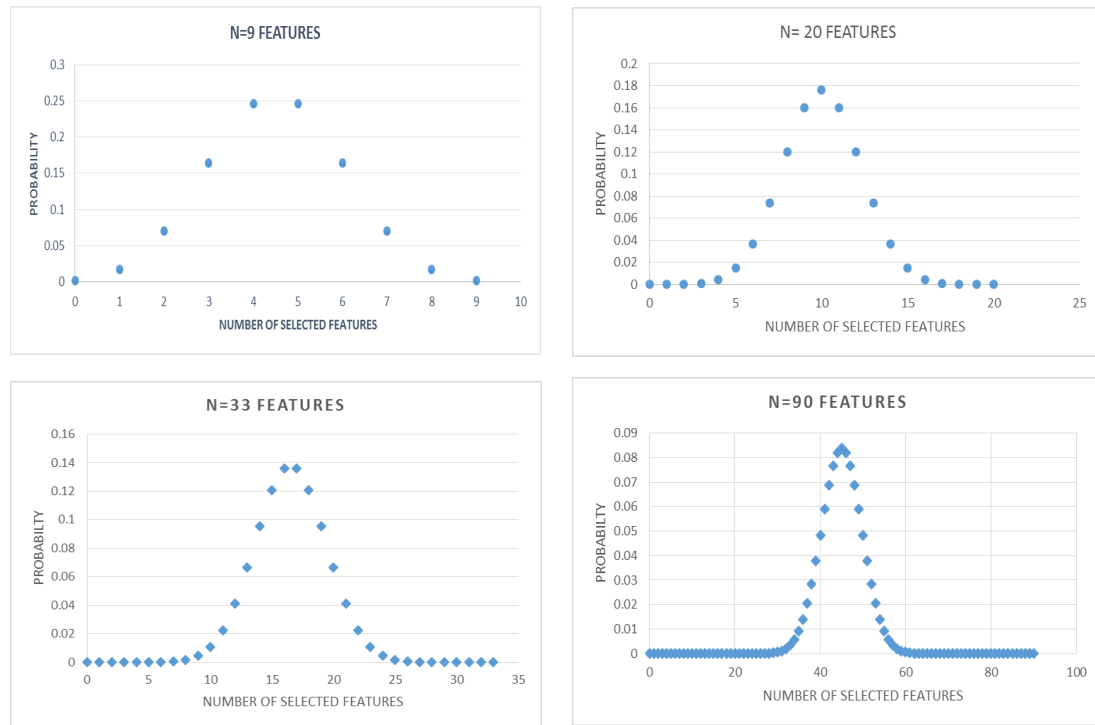 N=9 FEATURES
0.3
0.25
0.2
0.15
0.1
0.05
0
PROBABILITY
0 1 2 3 4 5 6 7 8 9 10
NUMBER OF SELECTED FEATURES
N= 20 FEATURES
0.2
0.18
0.16
0.14
0.12
0.1
0.08
0.06
0.04
0.02
0
PROBABILITY
0 5 10 15 20 25
NUMBER OF SELECTED FEATURES
N=33 FEATURES
0.16
0.14
0.12
0.1
0.08
0.06
0.04
0.02
0
PROBABILTY
0 5 10 15 20 25 30 35
NUMBER OF SELECTED FEATURES
N=90 FEATURES
0.09
0.08
0.07
0.06
0.05
0.04
0.03
0.02
0.01
0
PROBABILTY
0 20 40 60 80 100
NUMBER OF SELECTED FEATURES